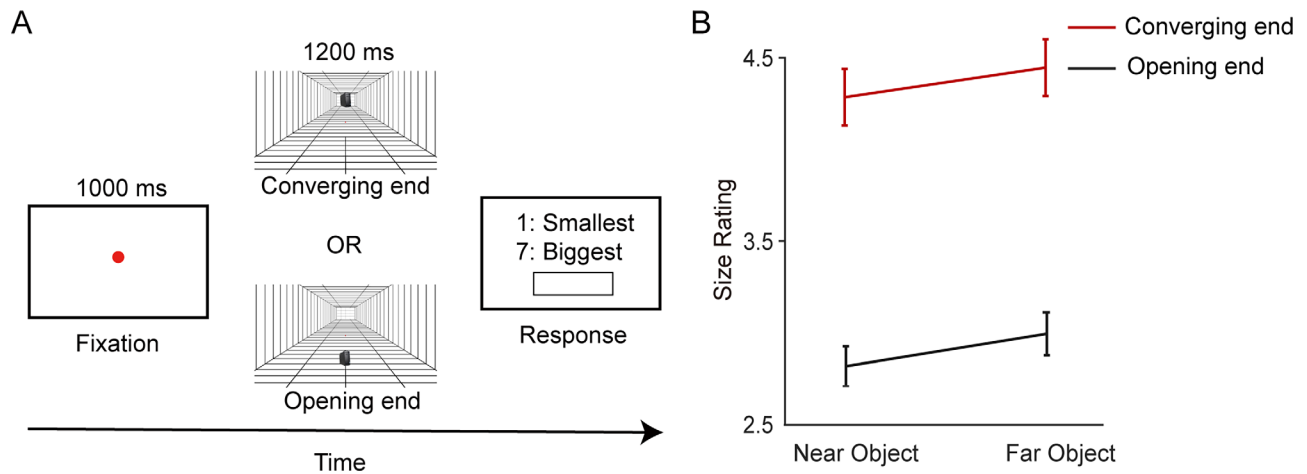 A
1200 ms
Converging end
1000 ms
Fixation
OR
Opening end
1: Smallest
7: Biggest
Response
Time
B
Converging end
Opening end
4.5
3.5
2.5
Size Rating
Near Object
Far Object